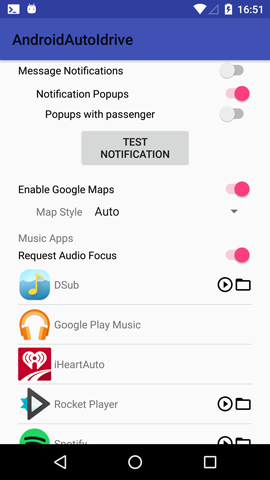 16:51
AndroidAutoIdrive
Message Notifications
Notification Popups
Popups with passenger
TEST
NOTIFICATION
Enable Google Maps
Map Style Auto
Music Apps
Request Audio Focus
DSub
Google Play Music
iHeartAuto
Rocket Player
Spotify